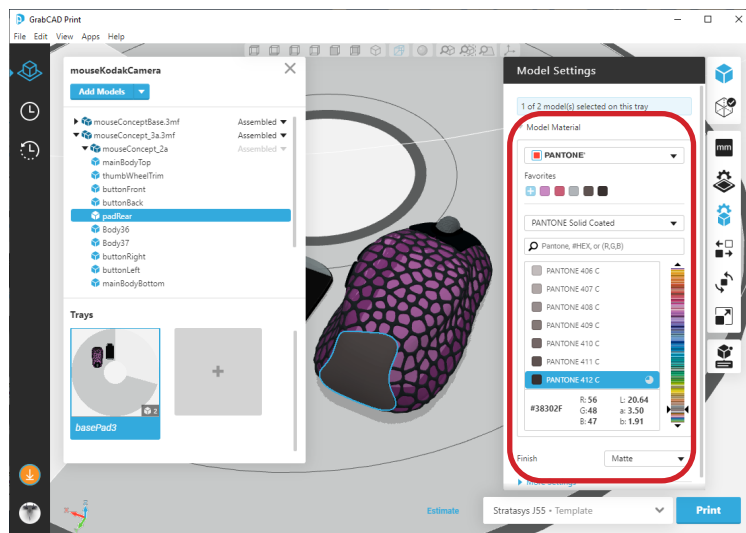 GrabCAD Print
File Edit View Apps Help
mouseKodakCamera
Add Models
mouseConceptBase.3mf Assembled
mouseConcept_3a.3mf Assembled
mouseConcept_2a Assembled
mainBodyTop
thumbWheelTrim
buttonFront
buttonBack
padRear
Body36
Body37
buttonRight
buttonLeft
mainBodyBottom
Trays
2
basePad3
Model Settings
1 of 2 model(s) selected on this tray
Model Material
PANTONE
Favorites
PANTONE Solid Coated
Pantone, #HEX, or (R,G,B)
PANTONE 406 C
PANTONE 407 C
PANTONE 408 C
PANTONE 409 C
PANTONE 410 C
PANTONE 411 C
PANTONE 412 C
#38302F
R: 56 L: 20.64
G: 48 a: 3.50
B: 47 b: 1.91
Finish Matte
More Settings
mm
X
Z
Y
Estimate
Stratasys J55 - Template
Print